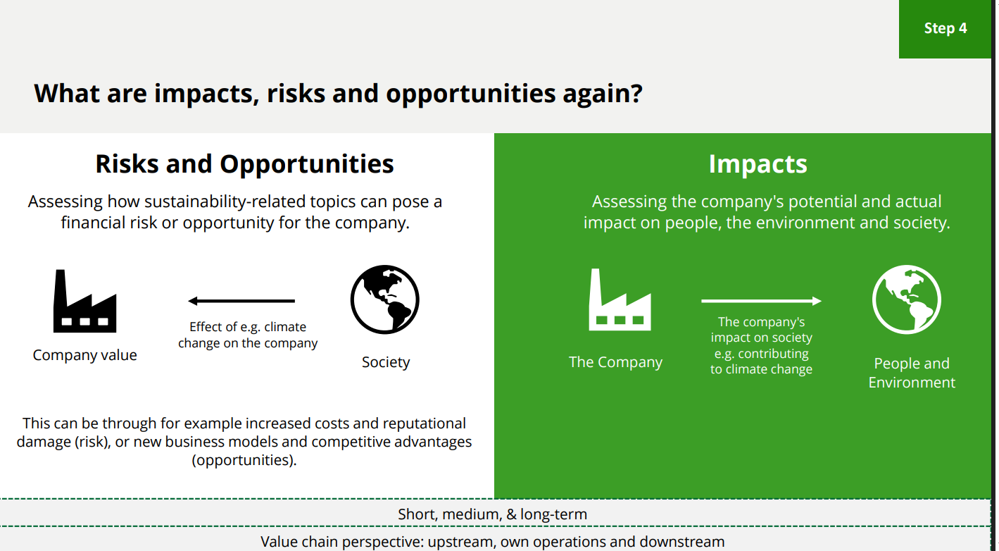 Step 4
What are impacts, risks and opportunities again?
Risks and Opportunities
Assessing how sustainability-related topics can pose a
financial risk or opportunity for the company.
Effect of e.g. climate
change on the company
Company value
Society
This can be through for example increased costs and reputational
damage (risk), or new business models and competitive advantages
(opportunities).
Impacts
Assessing the company's potential and actual
impact on people, the environment and society.
The company's
impact on society
e.g. contributing
to climate change
The Company
People and
Environment
Short, medium, & long-term
Value chain perspective: upstream, own operations and downstream